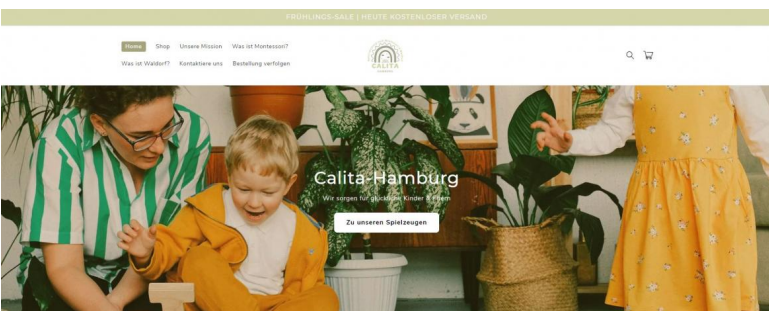 FRÜHLINGS-SALE | HEUTE KOSTENLOSER VERSAND
Home Shop Unsere Mission Was ist Montessori?
Was ist Waldorf? Kontaktiere uns Bestellung verfolgen
CALITA
HAMBURG
Calita-Hamburg
Wir sorgen für glückliche Kinder & Eltern
Zu unseren Spielzeugen